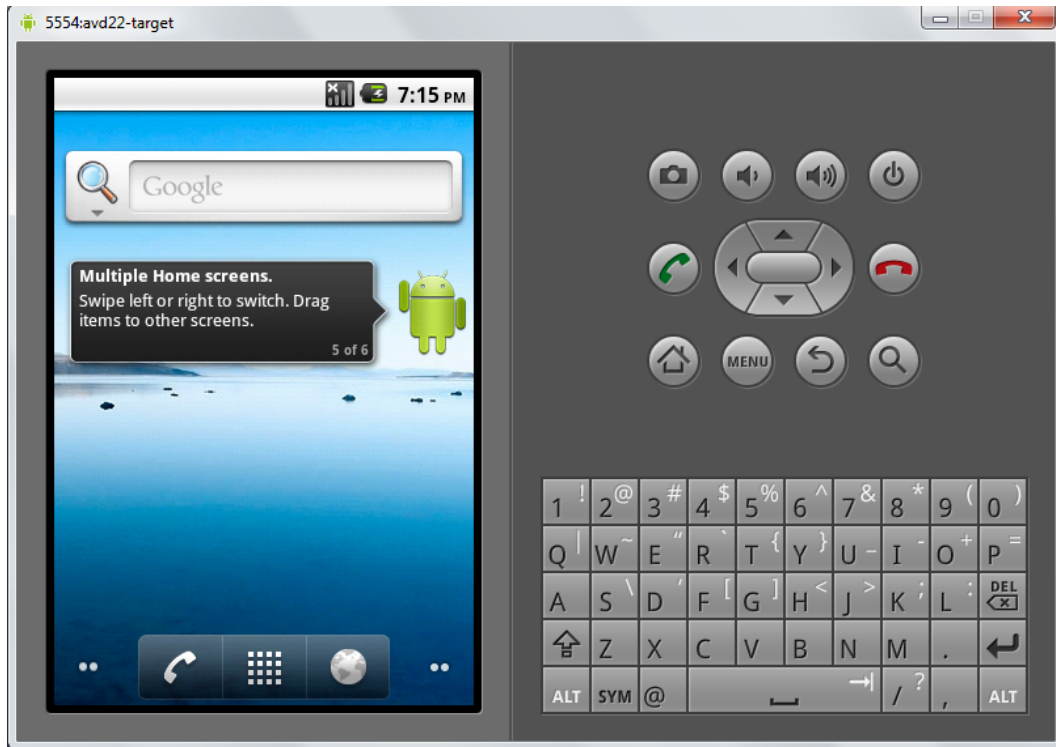 5554:avd22-target
7:15 PM
Google
Multiple Home screens.
Swipe left or right to switch. Drag
items to other screens.
5 of 6
MENU
1 ! 2 @ 3 # 4 $ 5 % 6 ^ 7 & 8 * 9 ( 0 )
Q | W ~ E " R ` T { Y } U _ I - O + P =
A S \ D ' F [ G ] H < J > K ; L : DEL
Z X C V B N M .
ALT SYM @ / ? , ALT